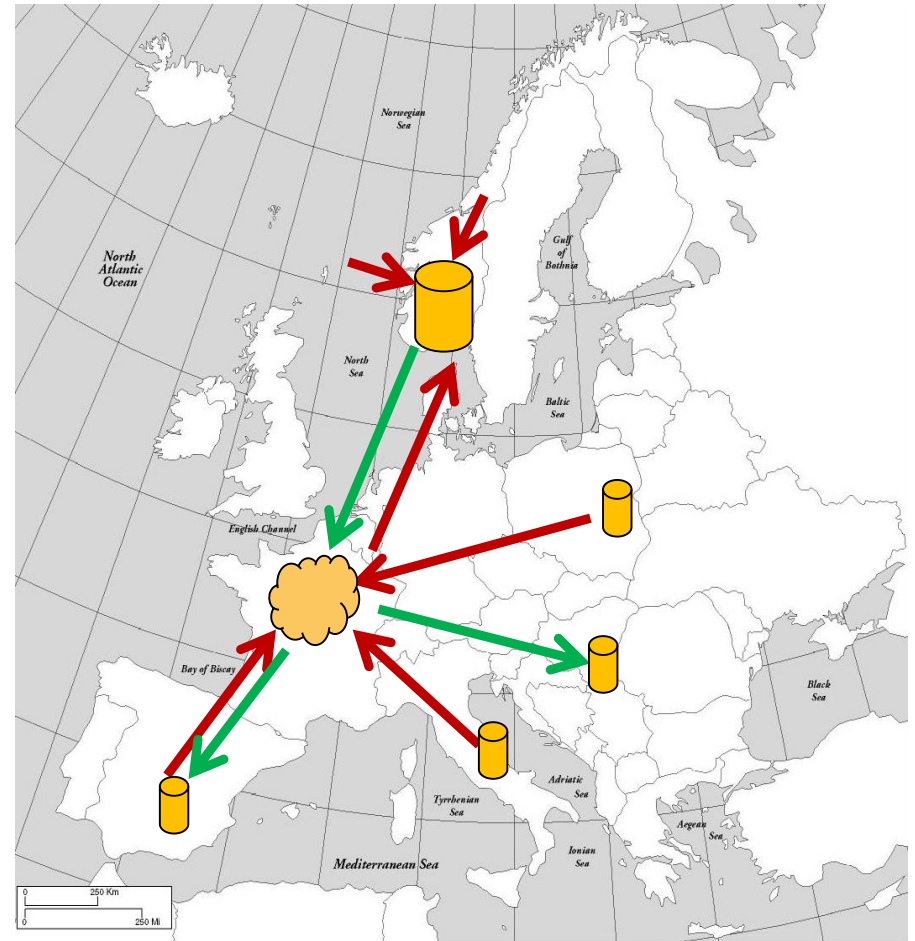 Norwegian
Sea
North
Atlantic
Ocean
Gulf
of
Bothnia
North
Sea
Baltic
Sea
English Channel
Bay of Biscay
Black
Sea
Adriatic
Sea
Tyrrhenian
Sea
Aegean
Sea
Ionian
Sea
Mediterranean Sea
0 250 Km
0 250 Mi